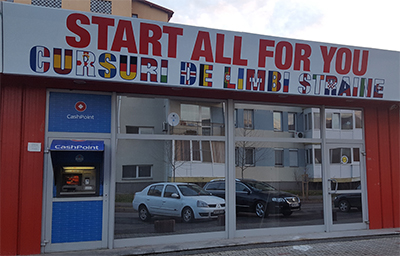 START ALL FOR YOU
CURSURI DE LIMBI STRAINE
CashPoint
CashPoint